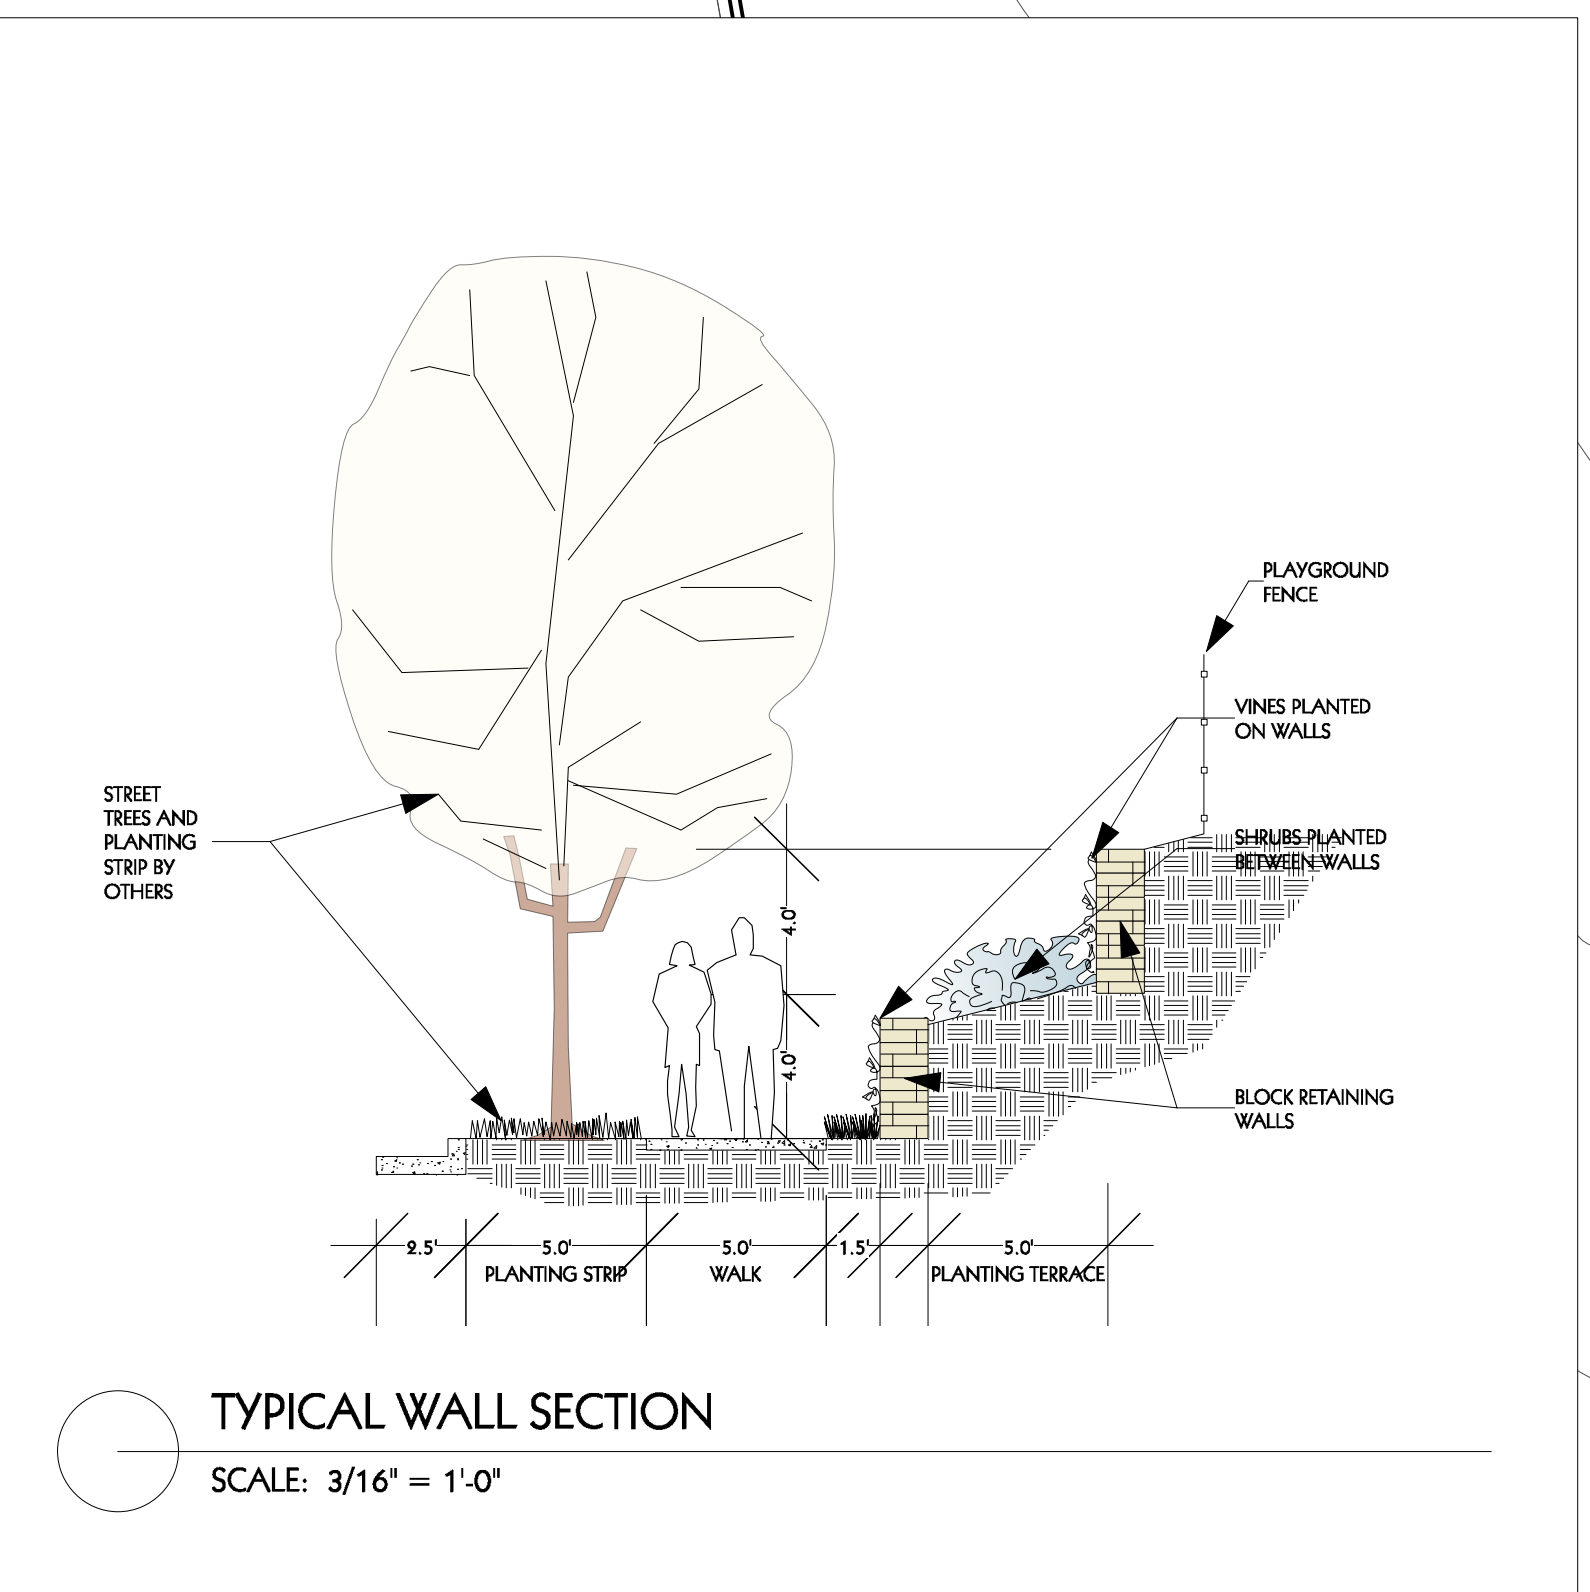 PLAYGROUND
FENCE
VINES PLANTED
ON WALLS
STREET
TREES AND
PLANTING
STRIP BY
OTHERS
SHRUBS PLANTED
BETWEEN WALLS
4.0'
4.0'
BLOCK RETAINING
WALLS
2.5' 5.0' 5.0' 1.5' 5.0'
PLANTING STRIP WALK PLANTING TERRACE
TYPICAL WALL SECTION
SCALE: 3/16" = 1'-0"